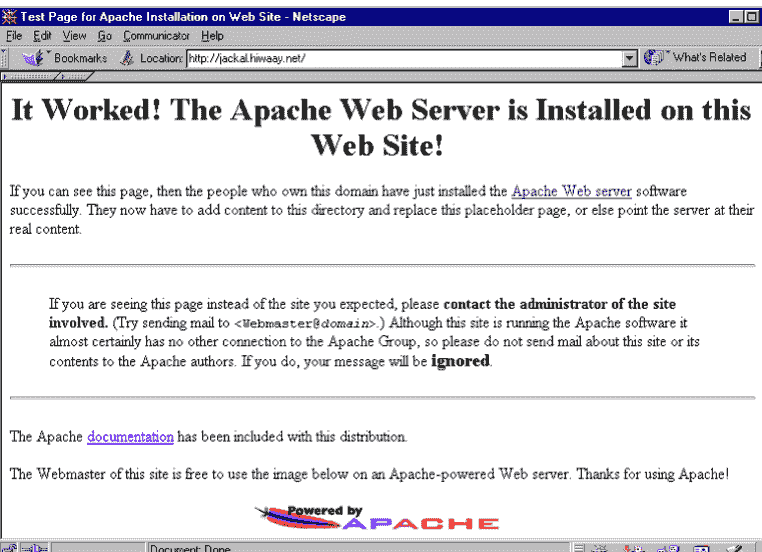 Test Page for Apache Installation on Web Site - Netscape
File Edit View Go Communicator Help
Bookmarks Location: http://jackal.hiwaay.net/ What's Related
It Worked! The Apache Web Server is Installed on this
Web Site!
If you can see this page, then the people who own this domain have just installed the Apache Web server software
successfully. They now have to add content to this directory and replace this placeholder page, or else point the server at their
real content.
If you are seeing this page instead of the site you expected, please contact the administrator of the site
involved. (Try sending mail to <Webmaster@domain>.) Although this site is running the Apache software it
almost certainly has no other connection to the Apache Group, so please do not send mail about this site or its
contents to the Apache authors. If you do, your message will be ignored.
The Apache documentation has been included with this distribution.
The Webmaster of this site is free to use the image below on an Apache-powered Web server. Thanks for using Apache!
Powered by
APACHE
Document: Done